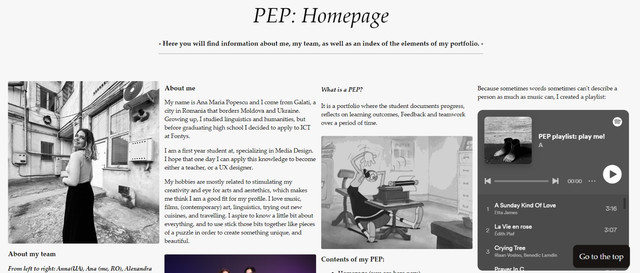 PEP: Homepage
- Here you will find information about me, my team, as well as an index of the elements of my portfolio. -
About me
My name is Ana Maria Popescu and I come from Galați, a
city in Romania that borders Moldova and Ukraine.
Growing up, I studied linguistics and humanities, but
before graduating high school I decided to apply to ICT
at Fontys.
I am a first year student at, specializing in Media Design.
I hope that one day I can apply this knowledge to become
either a teacher, or a UX designer.
My hobbies are mostly related to stimulating my
creativity and eye for arts and aethetics, which makes
me think I am a good fit for my profile. I love music,
films, (contemporary) art, linguistics, trying out new
cuisines, and travelling. I aspire to know a little bit about
everything, and to use stick those bits together like pieces
of a puzzle in order to create something unique, and
beautiful.
About my team
From left to right: Anna(UA), Ana (me, RO), Alexandra
What is a PEP?
It is a portfolio where the student documents progress,
reflects on learning outcomes, Feedback and teamwork
over a period of time.
Contents of my PEP:
Because sometimes words sometimes can't describe a
person as much as music can, I created a playlist:
PEP playlist: play me!
A
00:00
1 A Sunday Kind Of Love 3:16
Etta James
2 La Vie en rose 3:07
Édith Piaf
3 Crying Tree
Prayer In C
Go to the top